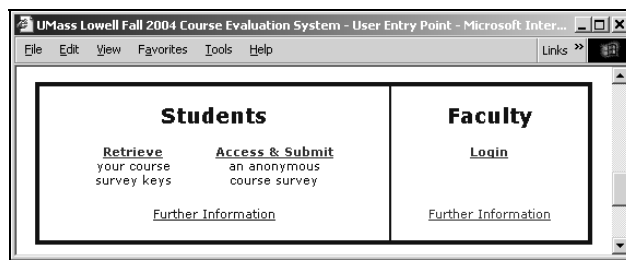 UMass Lowell Fall 2004 Course Evaluation System - User Entry Point - Microsoft Inter...
File Edit View Favorites Tools Help Links »
Students
Retrieve
your course
survey keys
Access & Submit
an anonymous
course survey
Further Information
Faculty
Login
Further Information